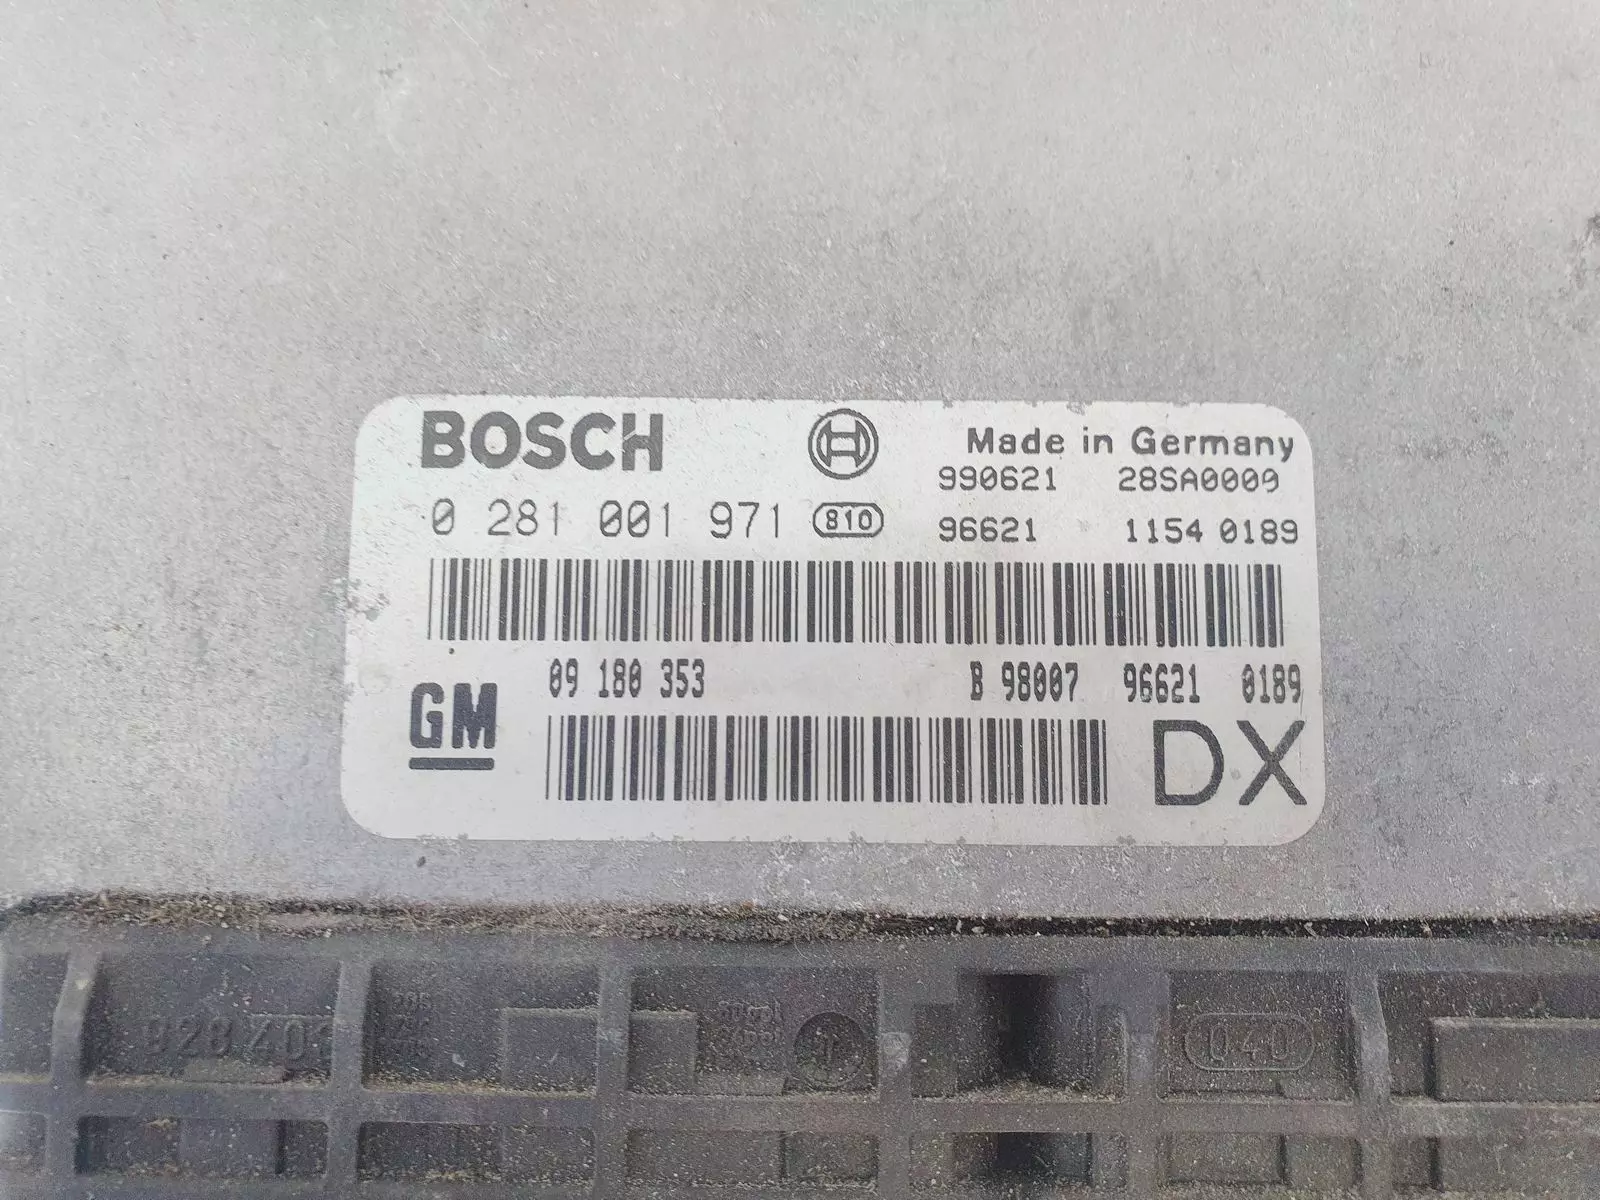 BOSCH
Made in Germany
990621 28SA0009
0 281 001 971 810
96621 1154 0189
09 180 353 B 98007 96621 0189
GM
DX
040